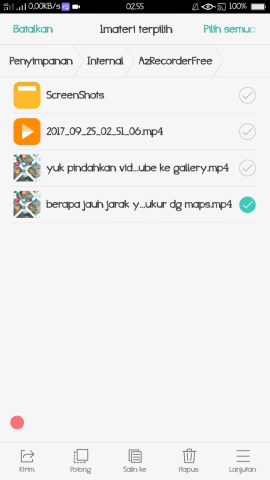 0.00KB/s 02.55 100%
Batalkan 1materi terpilih Pilih semua
Penyimpanan Internal AzRecorderFree
ScreenShots
2017_09_25_02_51_06.mp4
yuk pindahkan vid...ube ke gallery.mp4
berapa jauh jarak y...ukur dg maps.mp4
Kirim Potong Salin ke Hapus Lanjutan